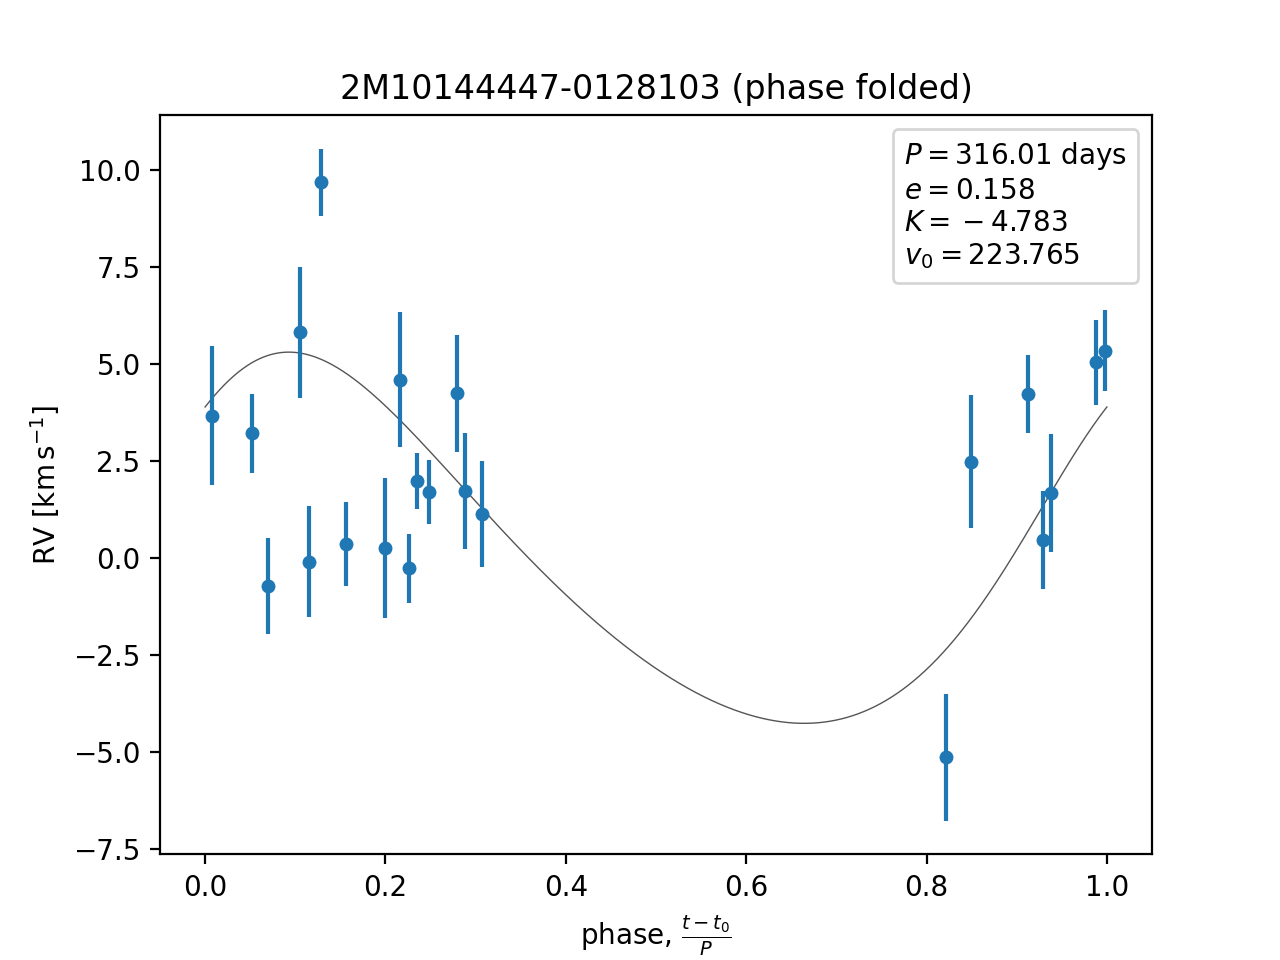 2M10144447-0128103 (phase folded)
P = 316.01 days
e = 0.158
K = −4.783
v₀ = 223.765
10.0
7.5
5.0
2.5
0.0
−2.5
−5.0
−7.5
RV [km s⁻¹]
0.0 0.2 0.4 0.6 0.8 1.0
phase, (t − t₀)/P